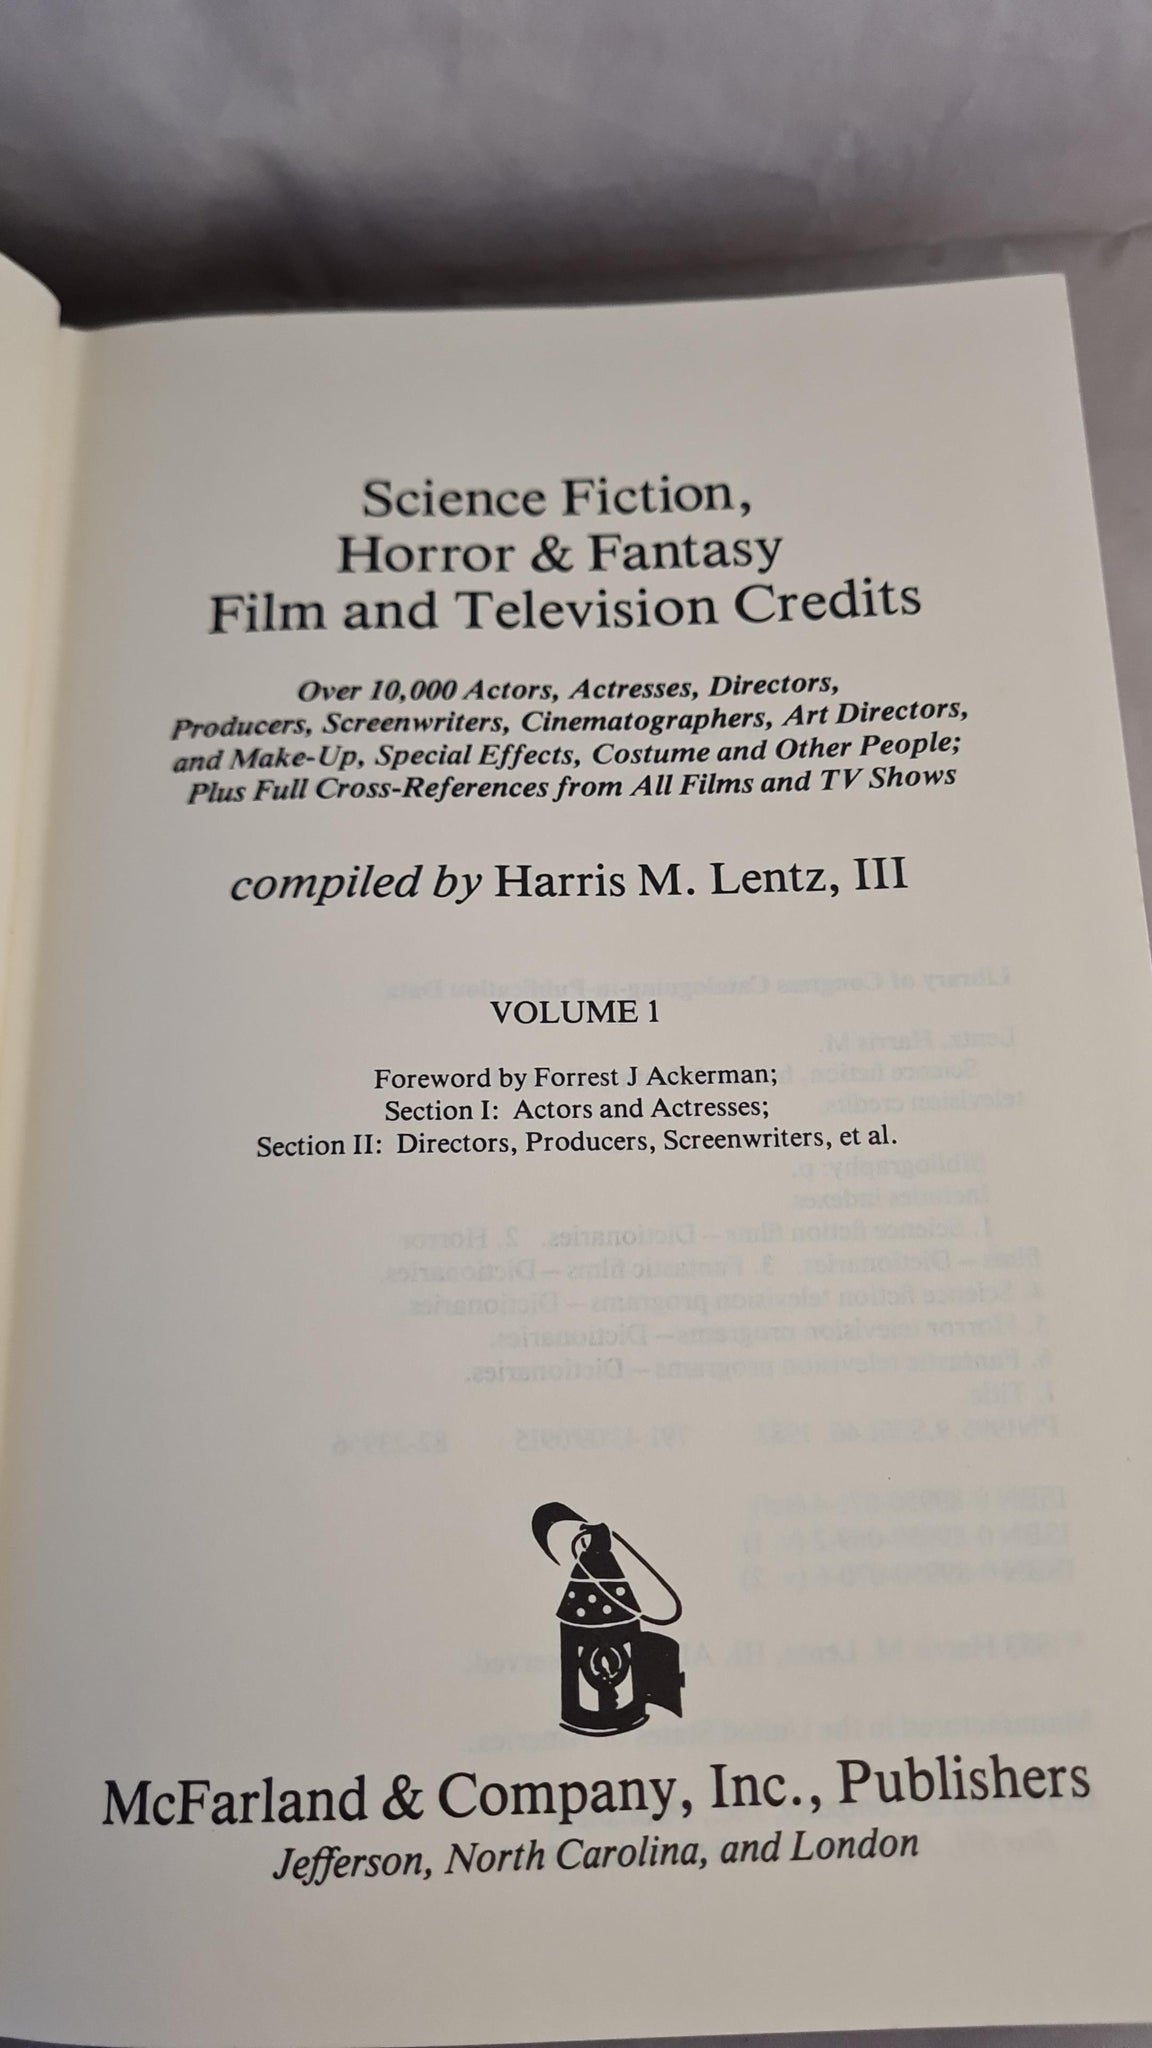 Science Fiction,
Horror & Fantasy
Film and Television Credits
Over 10,000 Actors, Actresses, Directors,
Producers, Screenwriters, Cinematographers, Art Directors,
and Make-Up, Special Effects, Costume and Other People;
Plus Full Cross-References from All Films and TV Shows
compiled by Harris M. Lentz, III
VOLUME 1
Foreword by Forrest J Ackerman;
Section I: Actors and Actresses;
Section II: Directors, Producers, Screenwriters, et al.
McFarland & Company, Inc., Publishers
Jefferson, North Carolina, and London